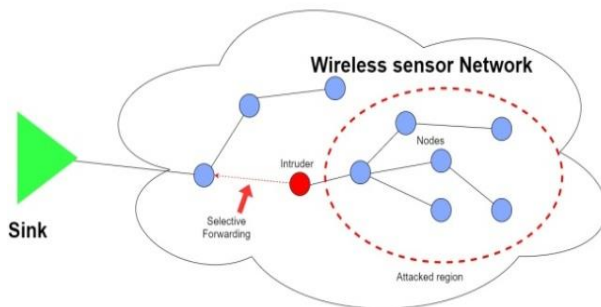 Wireless sensor Network
Nodes
Intruder
Selective
Forwarding
Sink
Attacked region